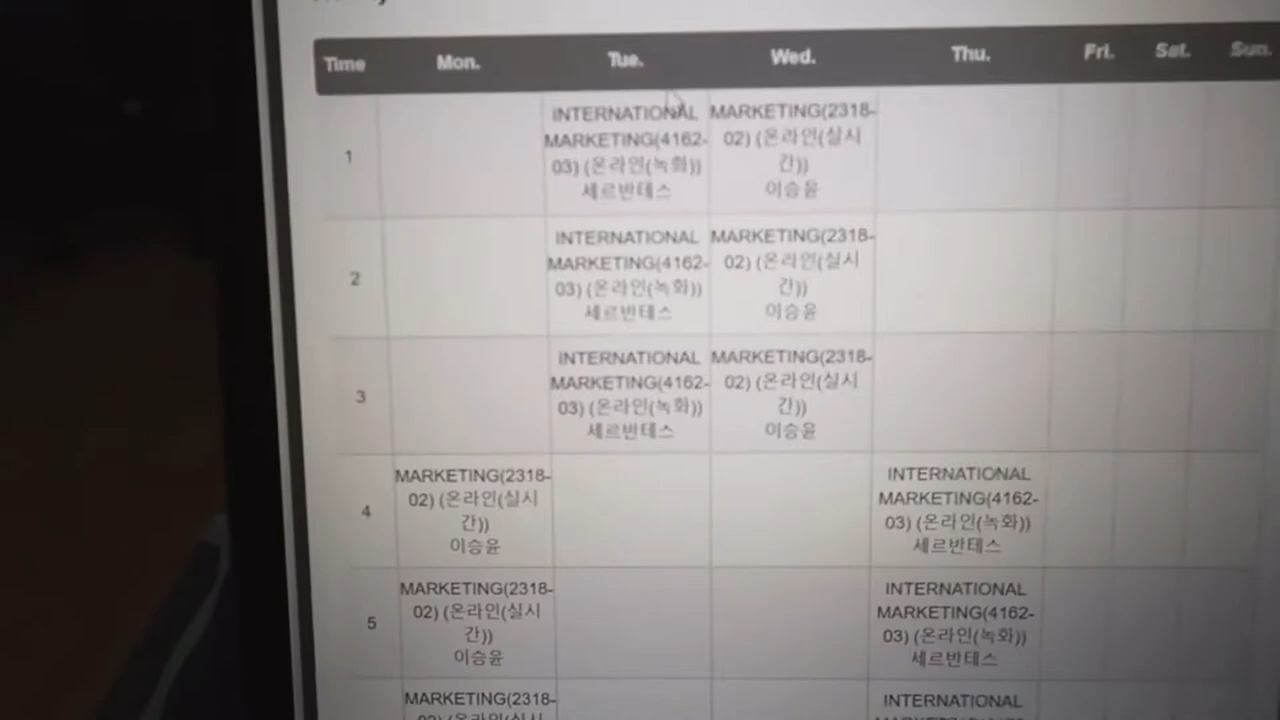 Time Mon. Tue. Wed. Thu. Fri. Sat. Sun.
1
INTERNATIONAL
MARKETING(4162-
03) (온라인(녹화))
세르반테스
MARKETING(2318-
02) (온라인(실시
간))
이승윤
2
INTERNATIONAL
MARKETING(4162-
03) (온라인(녹화))
세르반테스
MARKETING(2318-
02) (온라인(실시
간))
이승윤
3
INTERNATIONAL
MARKETING(4162-
03) (온라인(녹화))
세르반테스
MARKETING(2318-
02) (온라인(실시
간))
이승윤
4
MARKETING(2318-
02) (온라인(실시
간))
이승윤
INTERNATIONAL
MARKETING(4162-
03) (온라인(녹화))
세르반테스
5
MARKETING(2318-
02) (온라인(실시
간))
이승윤
INTERNATIONAL
MARKETING(4162-
03) (온라인(녹화))
세르반테스
MARKETING(2318-
INTERNATIONAL